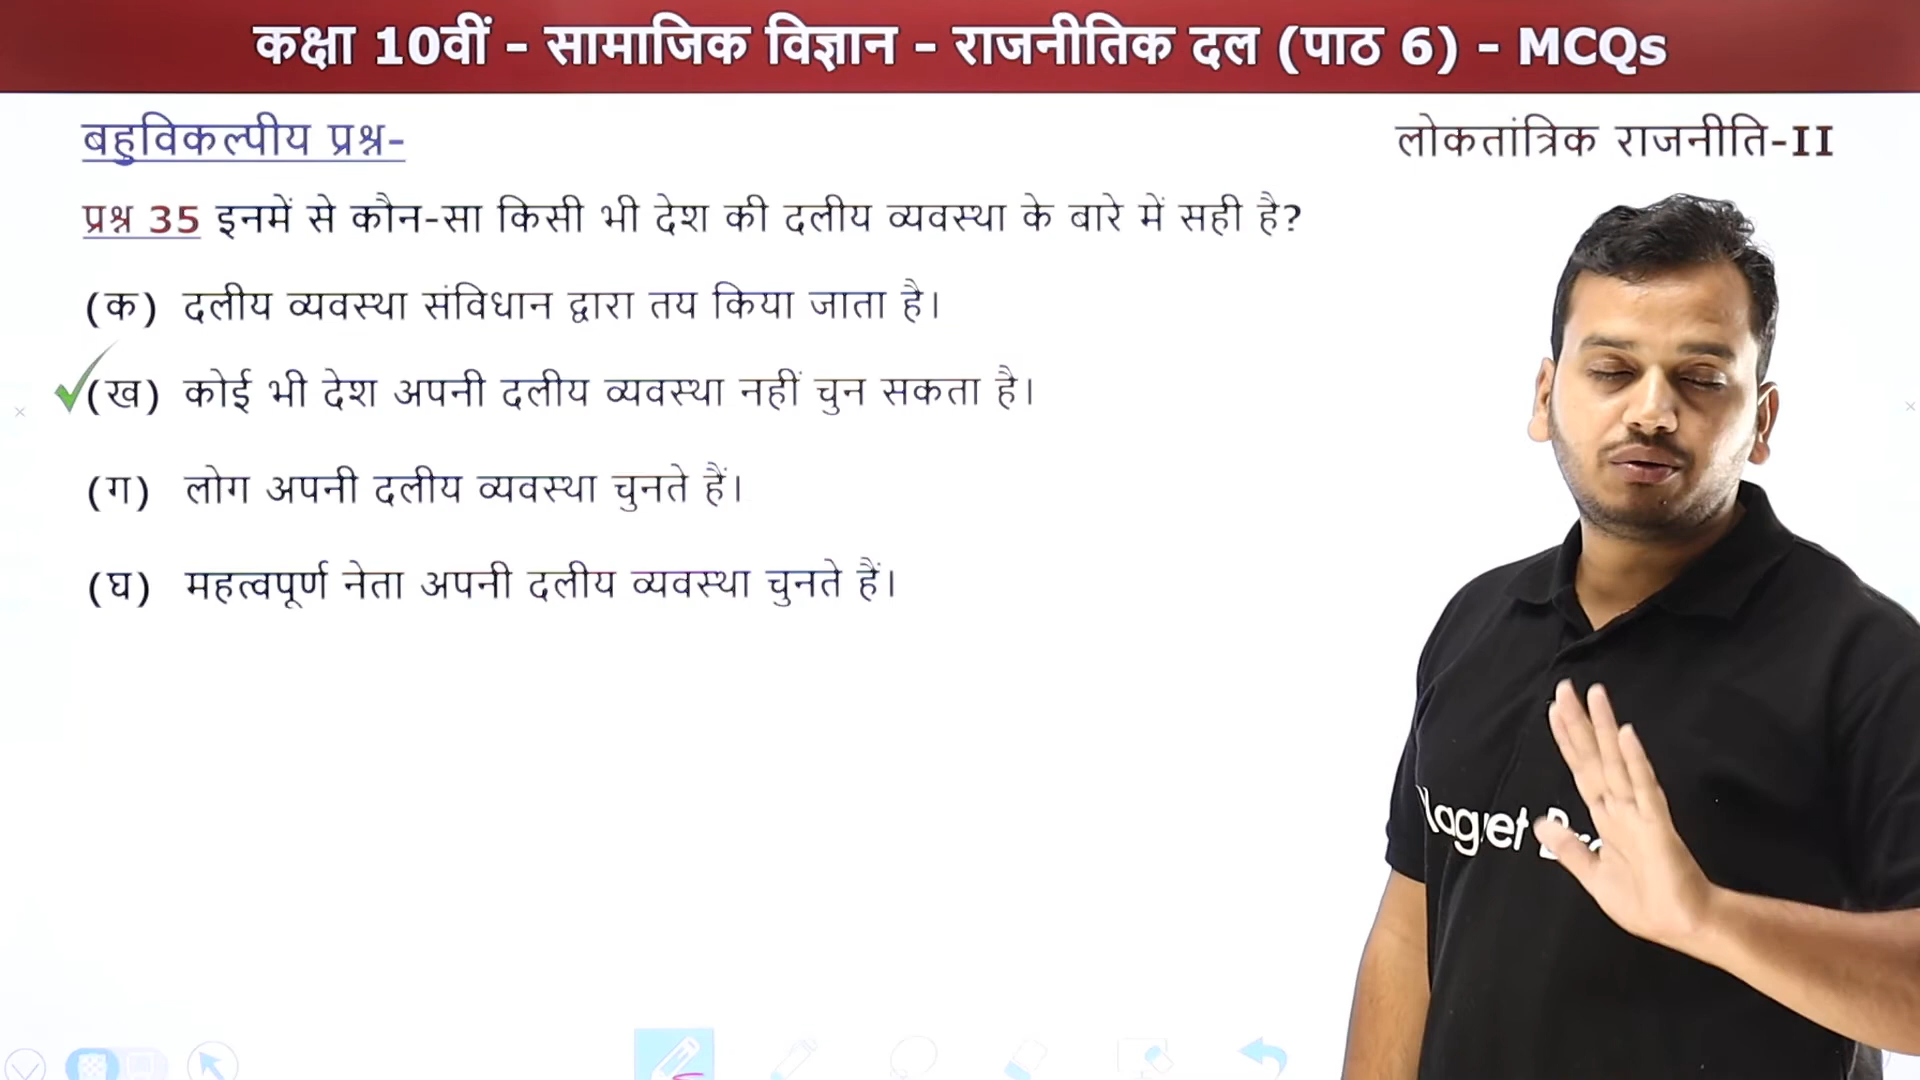 कक्षा 10वीं - सामाजिक विज्ञान - राजनीतिक दल (पाठ 6) - MCQs
बहुविकल्पीय प्रश्न-
लोकतांत्रिक राजनीति-II
प्रश्न 35 इनमें से कौन-सा किसी भी देश की दलीय व्यवस्था के बारे में सही है?
(क) दलीय व्यवस्था संविधान द्वारा तय किया जाता है।
(ख) कोई भी देश अपनी दलीय व्यवस्था नहीं चुन सकता है।
(ग) लोग अपनी दलीय व्यवस्था चुनते हैं।
(घ) महत्वपूर्ण नेता अपनी दलीय व्यवस्था चुनते हैं।